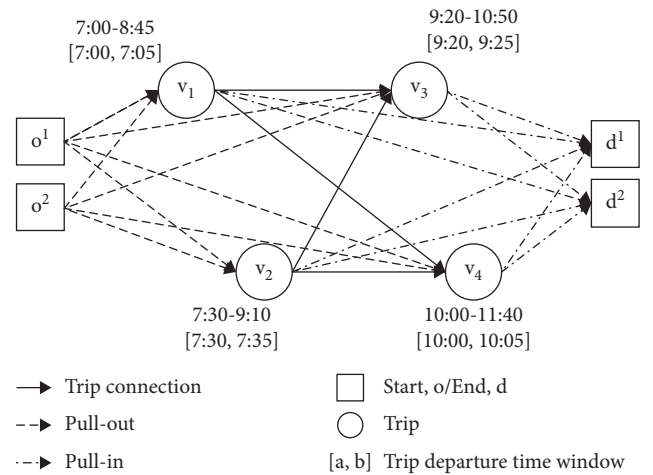 7:00-8:45
[7:00, 7:05]
9:20-10:50
[9:20, 9:25]
v1
v3
o1
d1
o2
d2
v2
v4
7:30-9:10
[7:30, 7:35]
10:00-11:40
[10:00, 10:05]
Trip connection
Start, o/End, d
Pull-out
Trip
Pull-in
[a, b] Trip departure time window